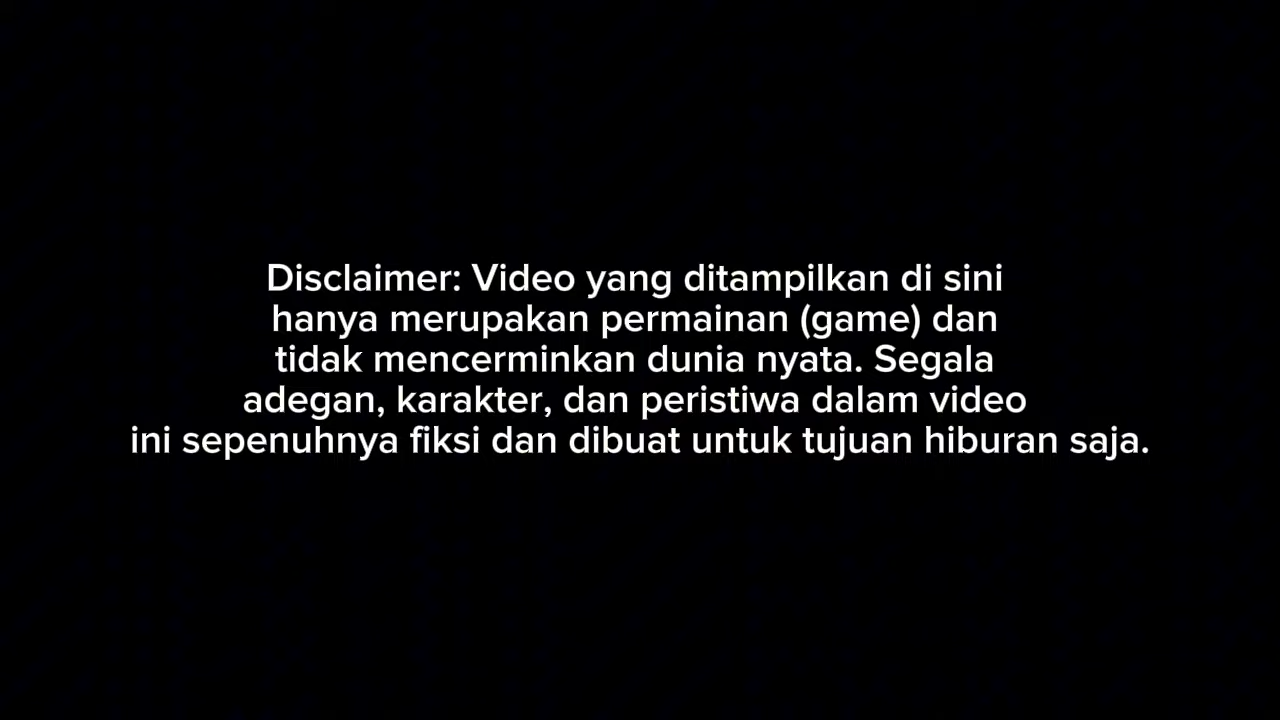 Disclaimer: Video yang ditampilkan di sini
hanya merupakan permainan (game) dan
tidak mencerminkan dunia nyata. Segala
adegan, karakter, dan peristiwa dalam video
ini sepenuhnya fiksi dan dibuat untuk tujuan hiburan saja.